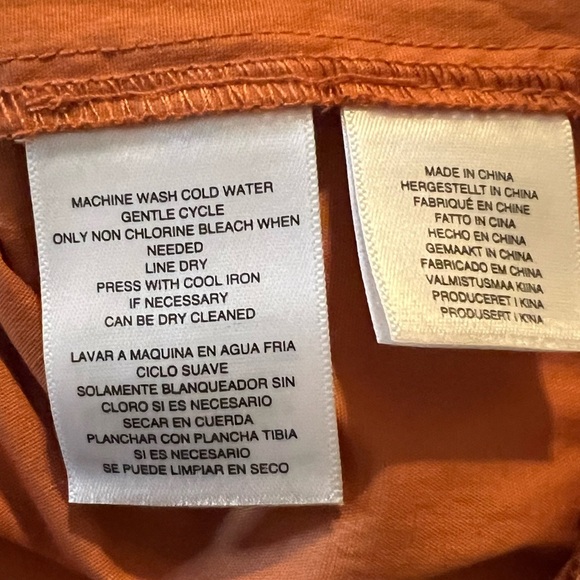 MACHINE WASH COLD WATER
GENTLE CYCLE
ONLY NON CHLORINE BLEACH WHEN
NEEDED
LINE DRY
PRESS WITH COOL IRON
IF NECESSARY
CAN BE DRY CLEANED
LAVAR A MAQUINA EN AGUA FRIA
CICLO SUAVE
SOLAMENTE BLANQUEADOR SIN
CLORO SI ES NECESARIO
SECAR EN CUERDA
PLANCHAR CON PLANCHA TIBIA
SI ES NECESARIO
SE PUEDE LIMPIAR EN SECO
MADE IN CHINA
HERGESTELLT IN CHINA
FABRIQUÉ EN CHINE
FATTO IN CINA
HECHO EN CHINA
GEMAAKT IN CHINA
FABRICADO EM CHINA
VALMISTUSMAA KIINA
PRODUCERET I KINA
PRODUSERT I KINA